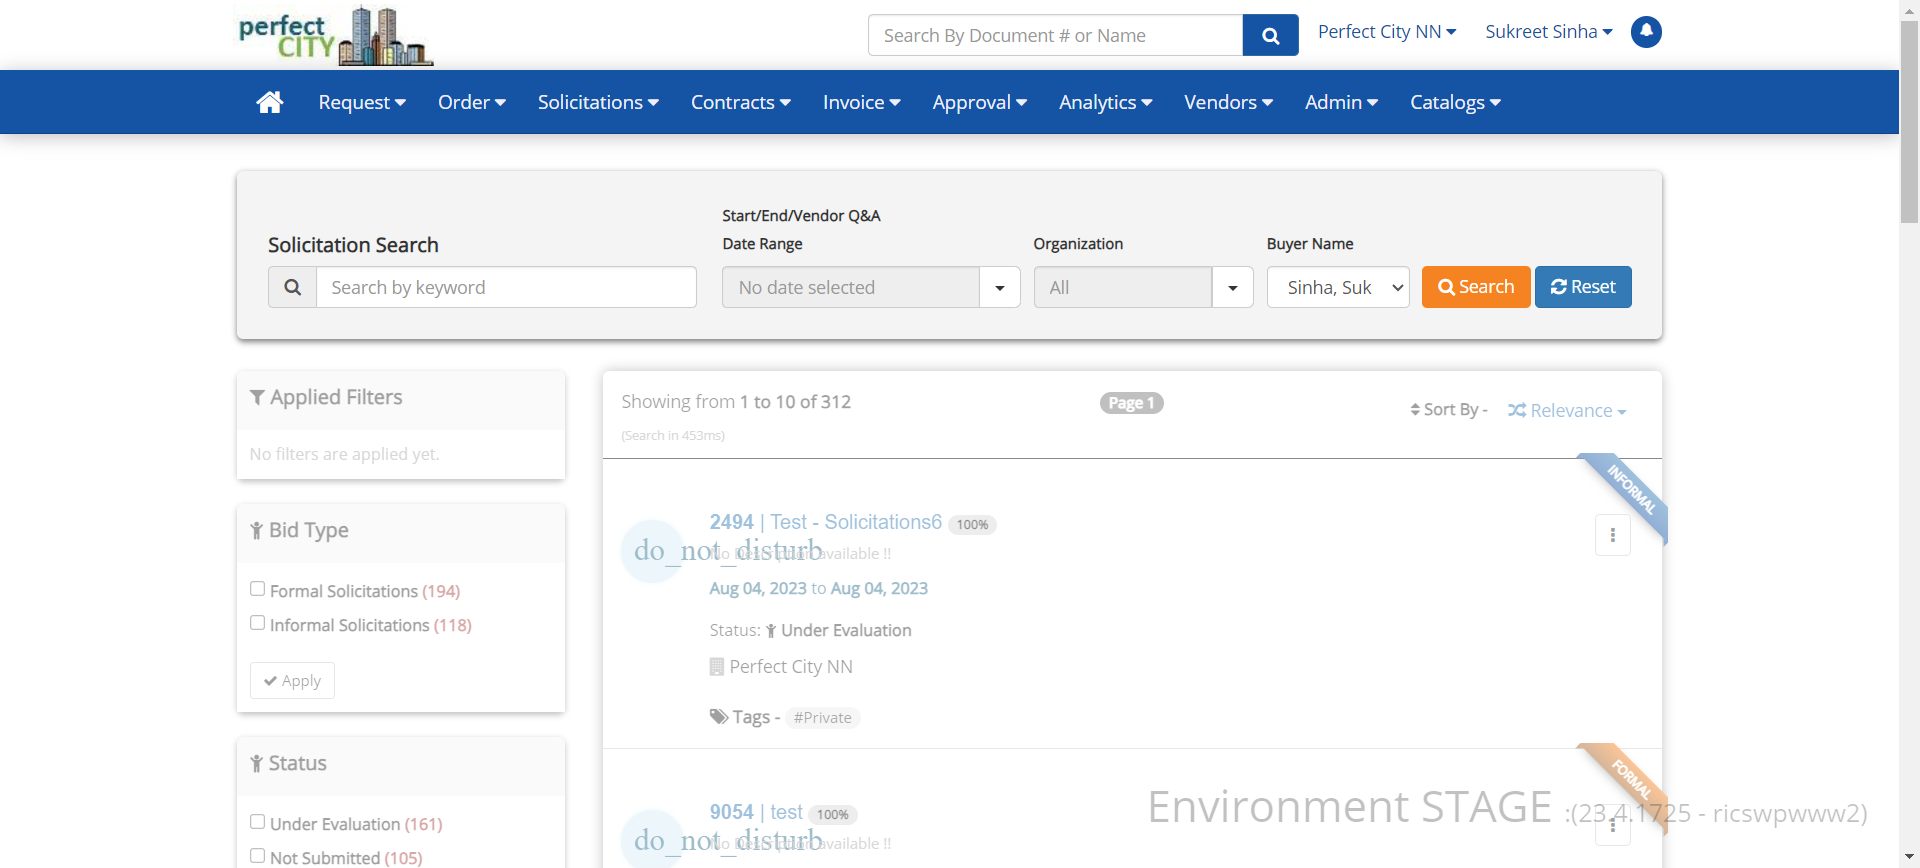 perfect
CITY
Search By Document # or Name
Perfect City NN
Sukreet Sinha
Request
Order
Solicitations
Contracts
Invoice
Approval
Analytics
Vendors
Admin
Catalogs
Solicitation Search
Search by keyword
Start/End/Vendor Q&A
Date Range
No date selected
Organization
All
Buyer Name
Sinha, Suk
Search
Reset
Applied Filters
No filters are applied yet.
Bid Type
Formal Solicitations (194)
Informal Solicitations (118)
Apply
Status
Under Evaluation (161)
Not Submitted (105)
Showing from 1 to 10 of 312
(Search in 453ms)
Page 1
Sort By -
Relevance
INFORMAL
2494 | Test - Solicitations6 100%
do_not_disturb
No Description available !!
Aug 04, 2023 to Aug 04, 2023
Status: Under Evaluation
Perfect City NN
Tags - #Private
FORMAL
9054 | test 100%
do_not_disturb
No Description available !!
Environment STAGE :(23.4.1725 - ricswpwww2)